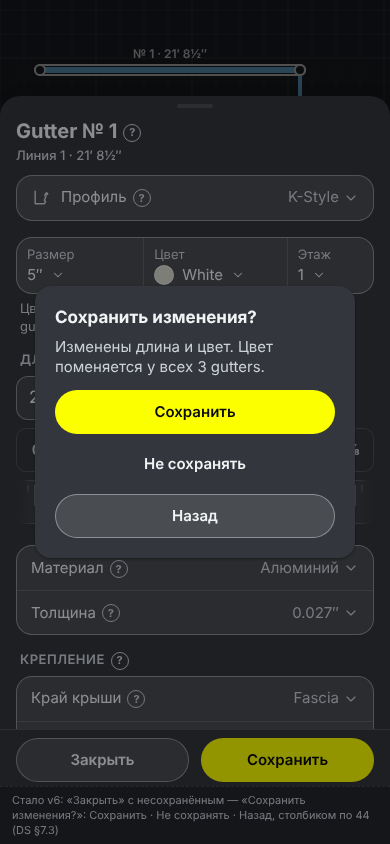 № 1 · 21′ 8½″
Gutter № 1 ?
Линия 1 · 21′ 8½″
Профиль ? K-Style
Размер Цвет Этаж
5″ White 1
Сохранить изменения?
Изменены длина и цвет. Цвет
поменяется у всех 3 gutters.
Сохранить
Не сохранять
Назад
Материал ? Алюминий
Толщина ? 0.027″
КРЕПЛЕНИЕ ?
Край крыши ? Fascia
Закрыть Сохранить
Стало v6: «Закрыть» с несохранённым — «Сохранить
изменения?»: Сохранить · Не сохранять · Назад, столбиком по 44
(DS §7.3)